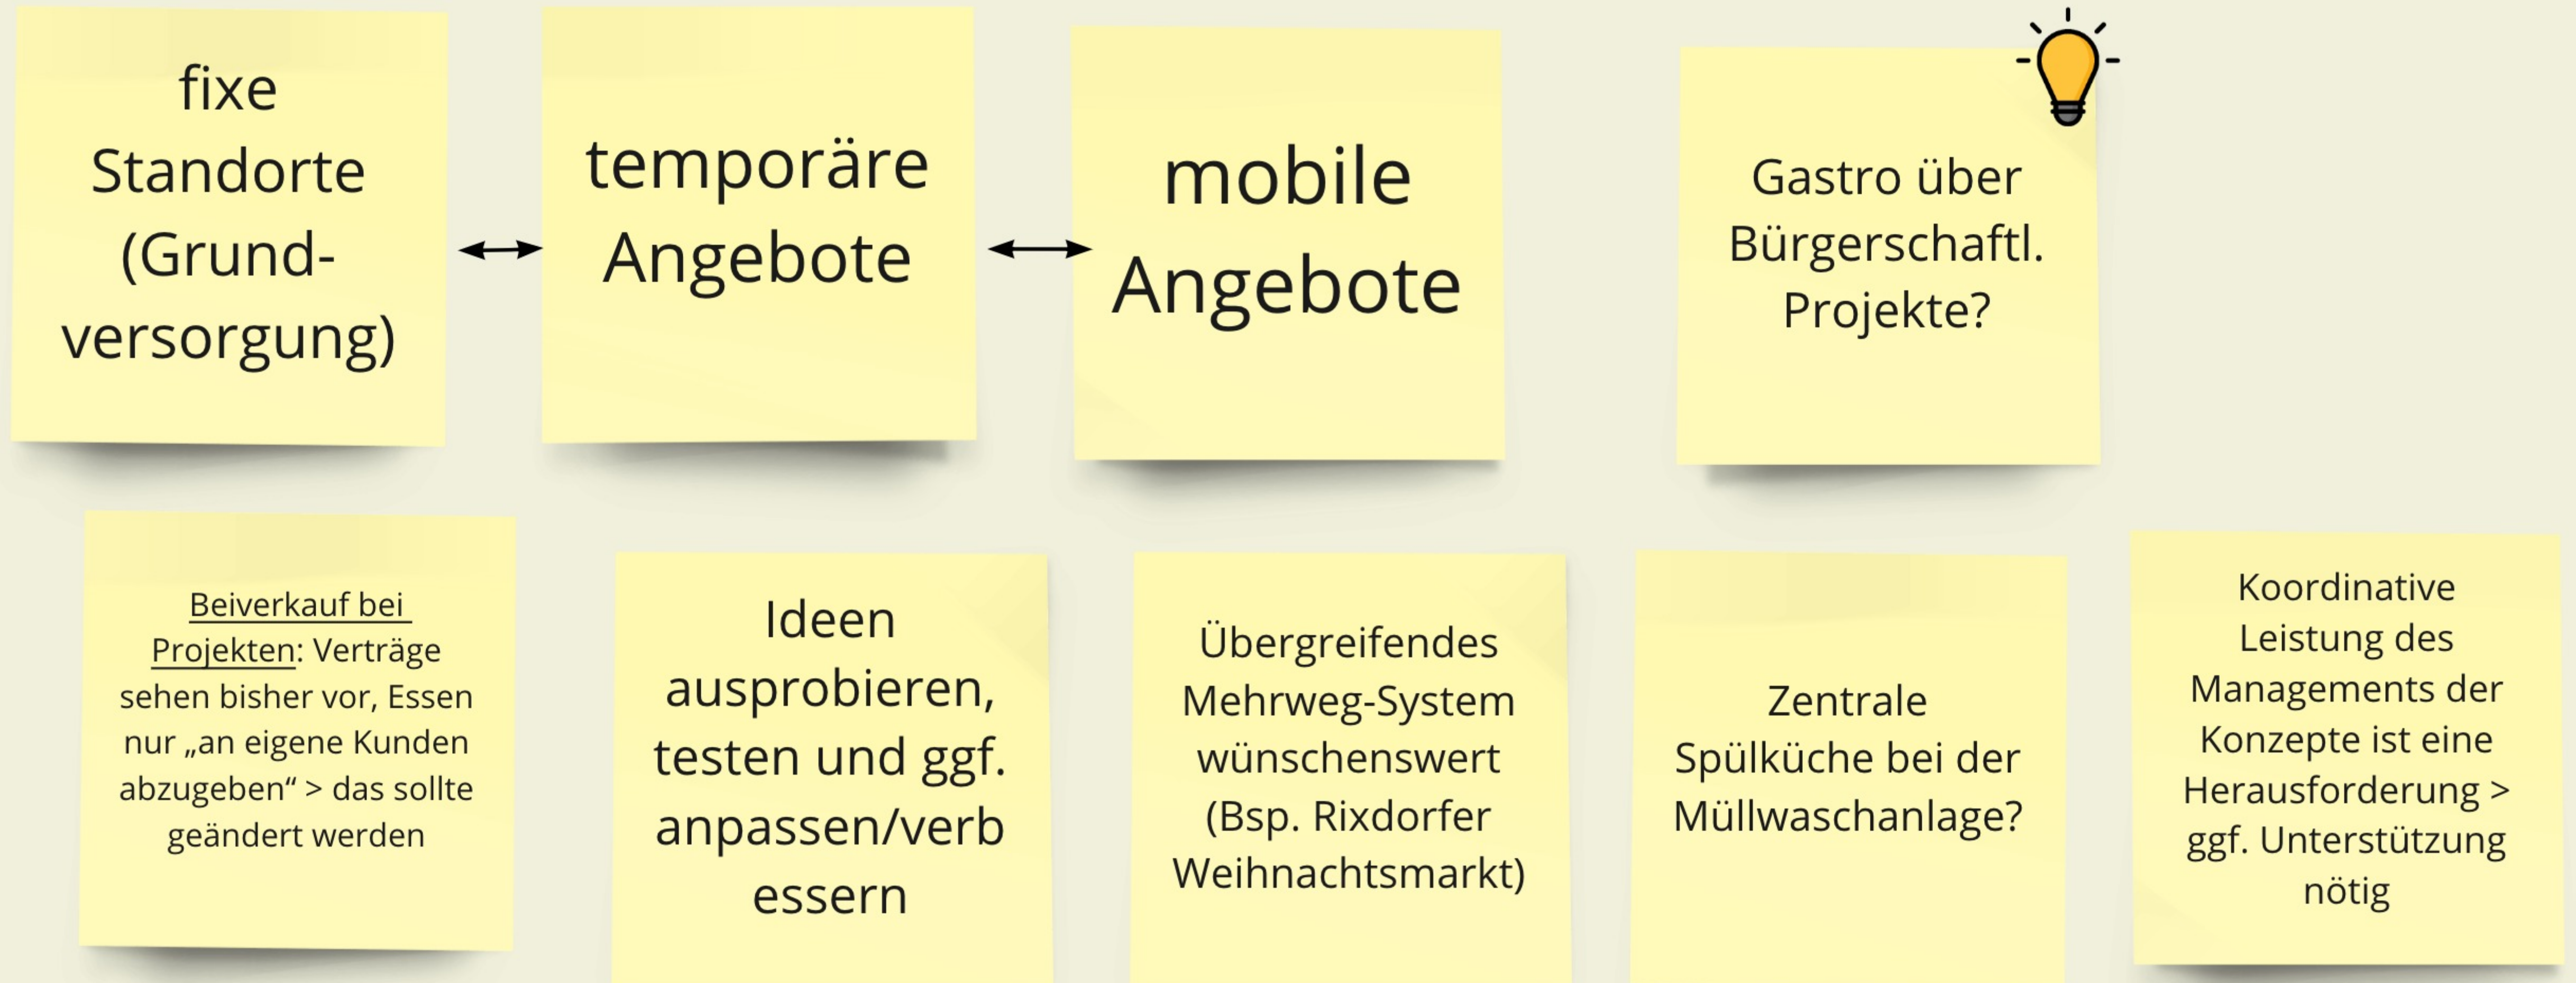 fixe
Standorte
(Grund-
versorgung)
temporäre
Angebote
mobile
Angebote
Gastro über
Bürgerschaftl.
Projekte?
Beiverkauf bei
Projekten: Verträge
sehen bisher vor, Essen
nur „an eigene Kunden
abzugeben“ > das sollte
geändert werden
Ideen
ausprobieren,
testen und ggf.
anpassen/verb
essern
Übergreifendes
Mehrweg-System
wünschenswert
(Bsp. Rixdorfer
Weihnachtsmarkt)
Zentrale
Spülküche bei der
Müllwaschanlage?
Koordinative
Leistung des
Managements der
Konzepte ist eine
Herausforderung >
ggf. Unterstützung
nötig